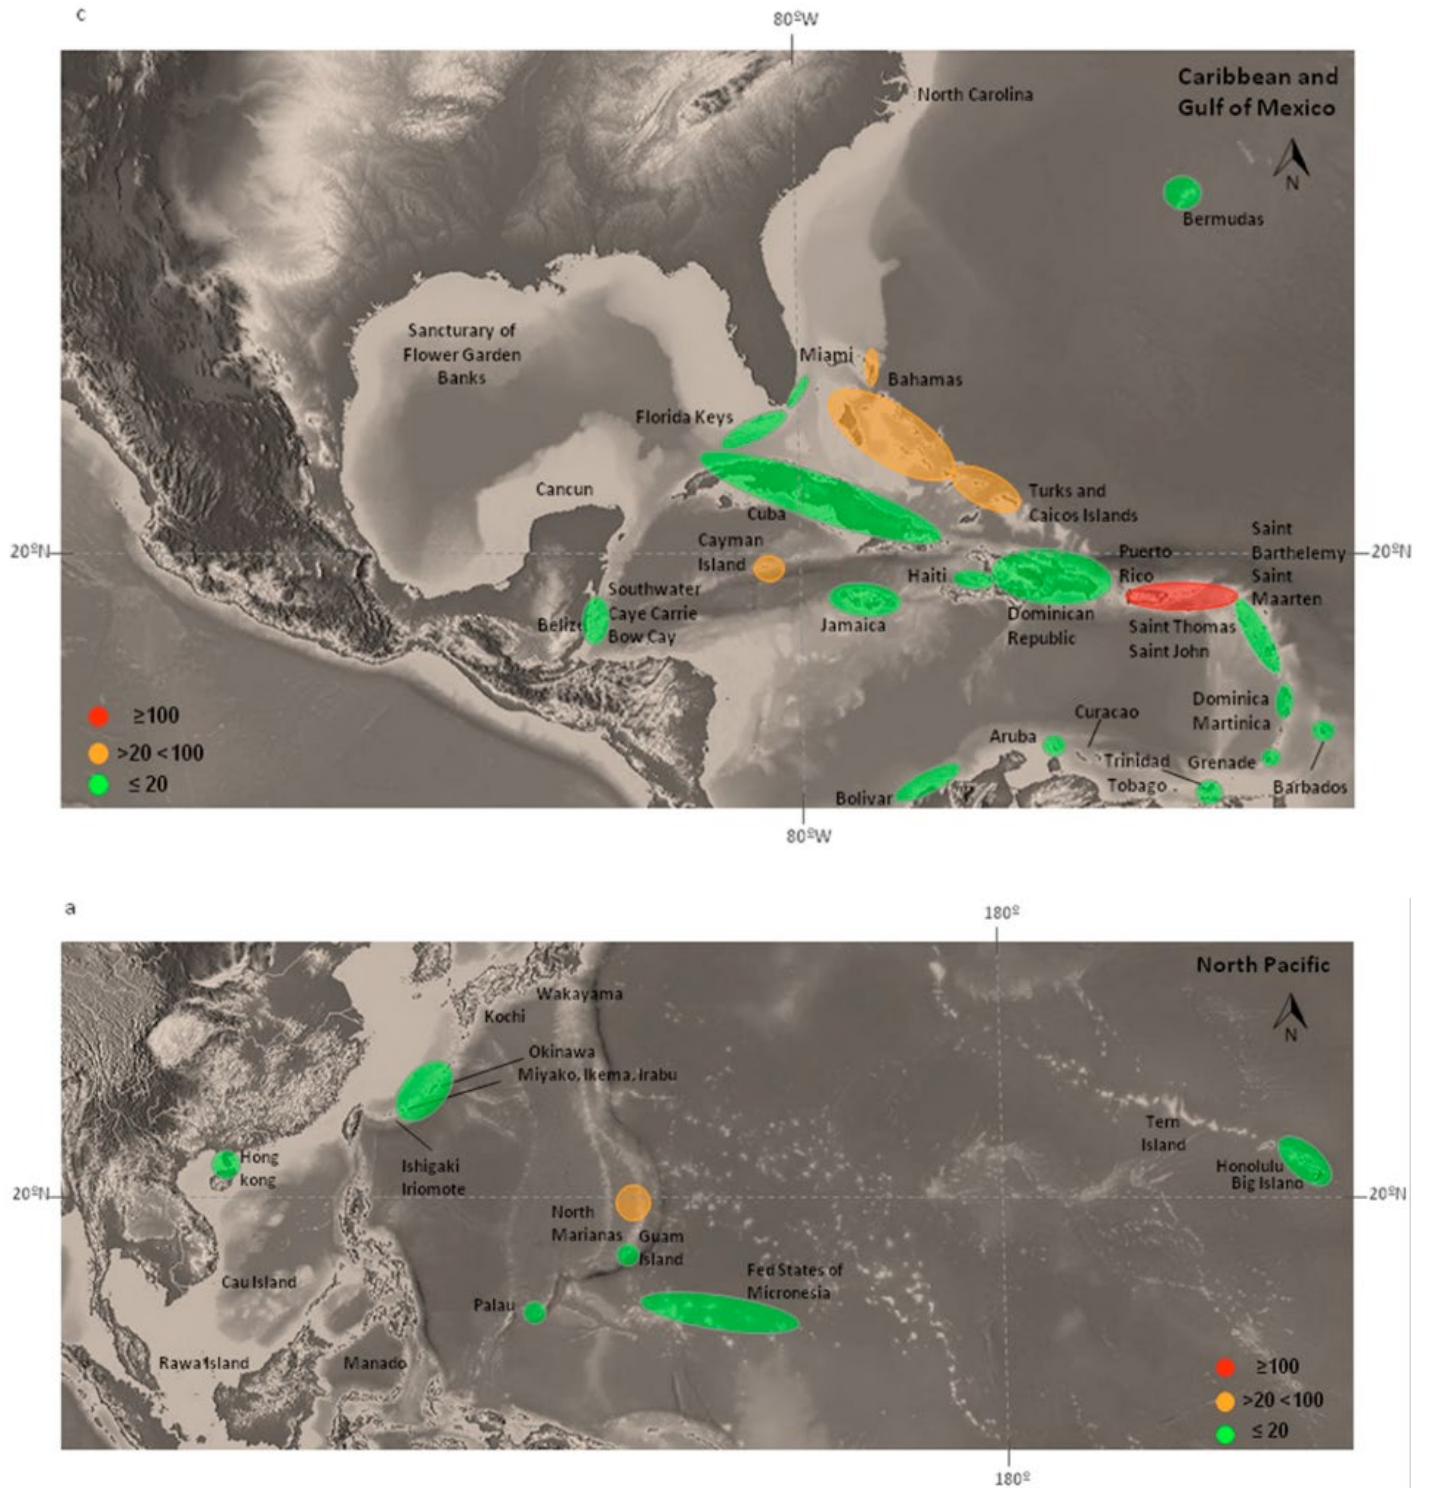 c
80ºW
Caribbean and
Gulf of Mexico
North Carolina
N
Bermudas
Sancturary of
Flower Garden
Banks
Miami
Bahamas
Florida Keys
Cancun
Turks and
Caicos Islands
Cuba
Cayman
Island
20ºN
20ºN
Saint
Barthelemy
Saint
Maarten
Puerto
Rico
Haiti
Southwater
Caye Carrie
Bow Cay
Belize
Jamaica
Dominican
Republic
Saint Thomas
Saint John
Dominica
Martinica
Curacao
Aruba
Trinidad
Tobago
Grenade
Barbados
Bolivar
≥100
>20 <100
≤ 20
80ºW
a
180º
North Pacific
N
Wakayama
Kochi
Okinawa
Miyako, Ikema, Irabu
Tern
Island
Hong
kong
Ishigaki
Iriomote
Honolulu
Big Island
20ºN
20ºN
North
Marianas
Guam
Island
Cau Island
Fed States of
Micronesia
Palau
Rawa Island
Manado
≥100
>20 <100
≤ 20
180º